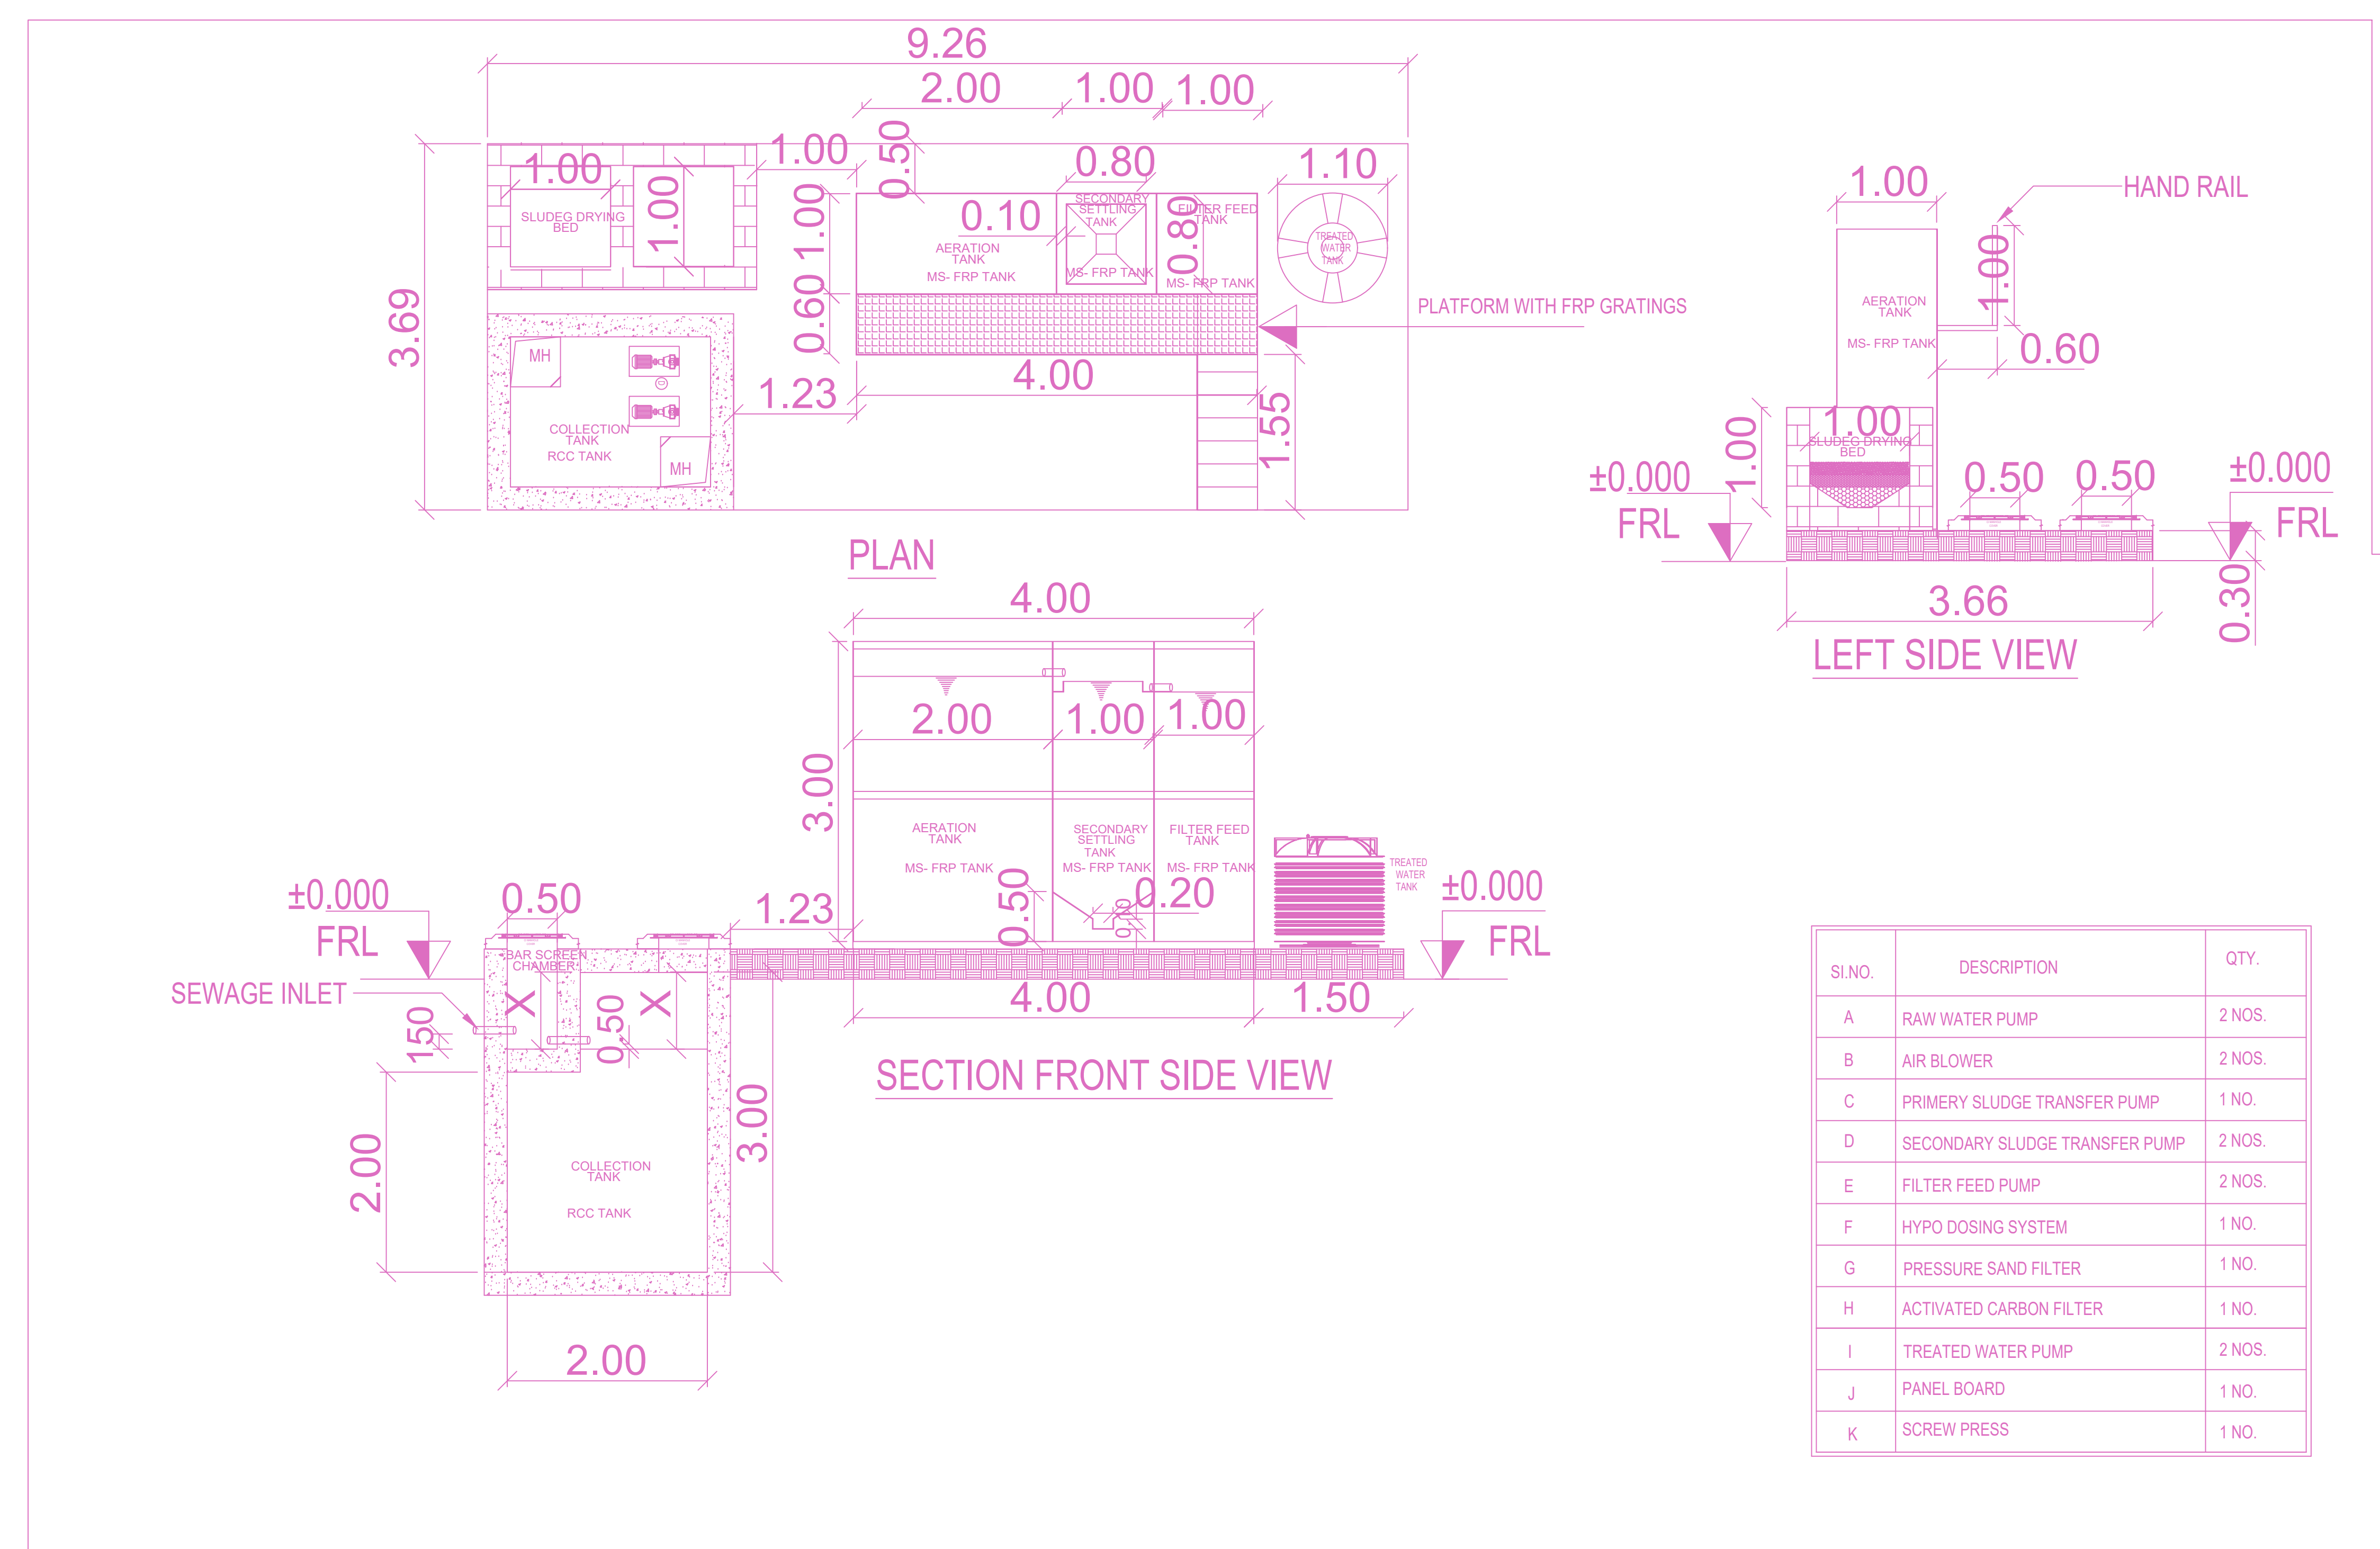 9.26
2.00
1.00
1.00
1.00
0.50
1.00
1.00
SLUDEG DRYING
BED
3.69
MH
COLLECTION
TANK
RCC TANK
MH
1.23
1.00
0.60
0.10
AERATION
TANK
MS- FRP TANK
0.80
SECONDARY
SETTLING
TANK
MS- FRP TANK
0.80
FILTER FEED
TANK
MS- FRP TANK
1.10
TREATED
WATER
TANK
PLATFORM WITH FRP GRATINGS
4.00
1.55
PLAN
1.00
HAND RAIL
1.00
AERATION
TANK
MS- FRP TANK
0.60
1.00
1.00
SLUDEG DRYING
BED
±0.000
FRL
0.50
0.50
±0.000
FRL
3.66
0.30
LEFT SIDE VIEW
4.00
3.00
2.00
1.00
1.00
AERATION
TANK
MS- FRP TANK
SECONDARY
SETTLING
TANK
MS- FRP TANK
FILTER FEED
TANK
MS- FRP TANK
0.50
0.20
TREATED
WATER
TANK
±0.000
FRL
±0.000
FRL
0.50
1.23
BAR SCREEN
CHAMBER
SEWAGE INLET
150
X
0.50
X
4.00
1.50
SECTION FRONT SIDE VIEW
2.00
3.00
COLLECTION
TANK
RCC TANK
2.00
SI.NO. DESCRIPTION QTY.
A RAW WATER PUMP 2 NOS.
B AIR BLOWER 2 NOS.
C PRIMERY SLUDGE TRANSFER PUMP 1 NO.
D SECONDARY SLUDGE TRANSFER PUMP 2 NOS.
E FILTER FEED PUMP 2 NOS.
F HYPO DOSING SYSTEM 1 NO.
G PRESSURE SAND FILTER 1 NO.
H ACTIVATED CARBON FILTER 1 NO.
I TREATED WATER PUMP 2 NOS.
J PANEL BOARD 1 NO.
K SCREW PRESS 1 NO.